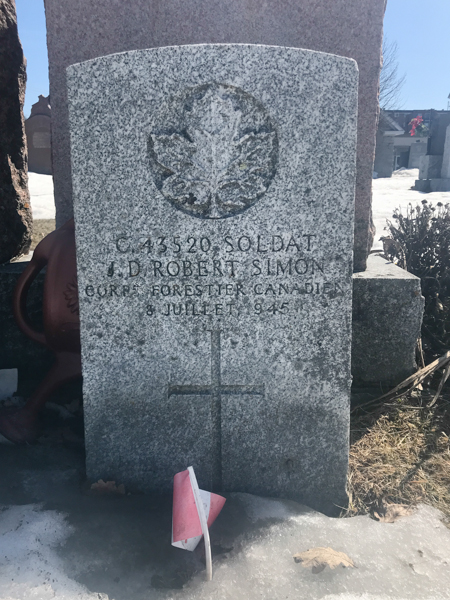 C. 43520 SOLDAT
J. D. ROBERT SIMON
CORPS FORESTIER CANADIEN
8 JUILLET 1945